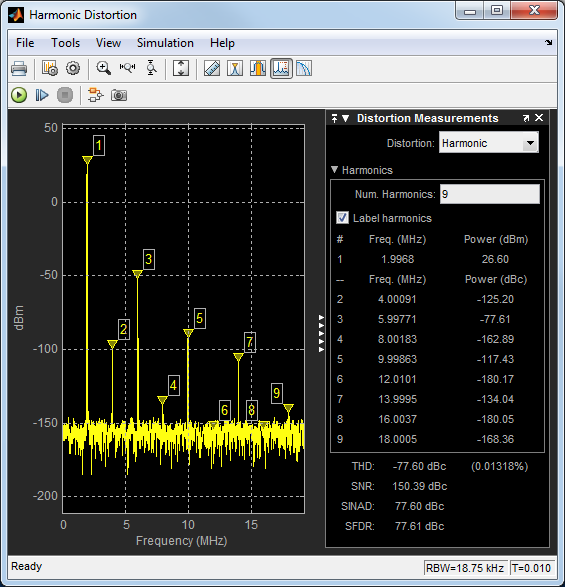 Harmonic Distortion
File Tools View Simulation Help
Distortion Measurements
Distortion: Harmonic
Harmonics
Num. Harmonics: 9
Label harmonics
# Freq. (MHz) Power (dBm)
1 1.9968 26.60
-- Freq. (MHz) Power (dBc)
2 4.00091 -125.20
3 5.99771 -77.61
4 8.00183 -162.89
5 9.99863 -117.43
6 12.0101 -180.17
7 13.9995 -134.04
8 16.0037 -180.05
9 18.0005 -168.36
THD: -77.60 dBc (0.01318%)
SNR: 150.39 dBc
SINAD: 77.60 dBc
SFDR: 77.61 dBc
dBm
50
0
-50
-100
-150
-200
1
2
3
4
5
6
7
8
9
0 5 10 15
Frequency (MHz)
Ready
RBW=18.75 kHz T=0.010